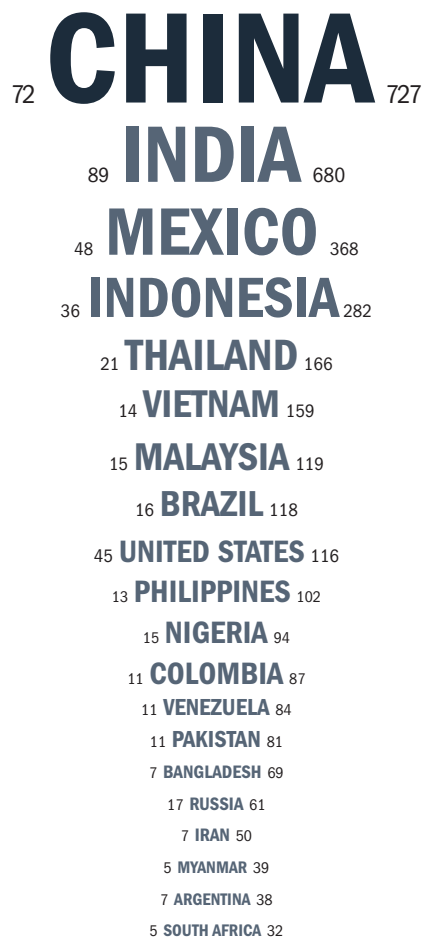 72 CHINA 727
89 INDIA 680
48 MEXICO 368
36 INDONESIA 282
21 THAILAND 166
14 VIETNAM 159
15 MALAYSIA 119
16 BRAZIL 118
45 UNITED STATES 116
13 PHILIPPINES 102
15 NIGERIA 94
11 COLOMBIA 87
11 VENEZUELA 84
11 PAKISTAN 81
7 BANGLADESH 69
17 RUSSIA 61
7 IRAN 50
5 MYANMAR 39
7 ARGENTINA 38
5 SOUTH AFRICA 32